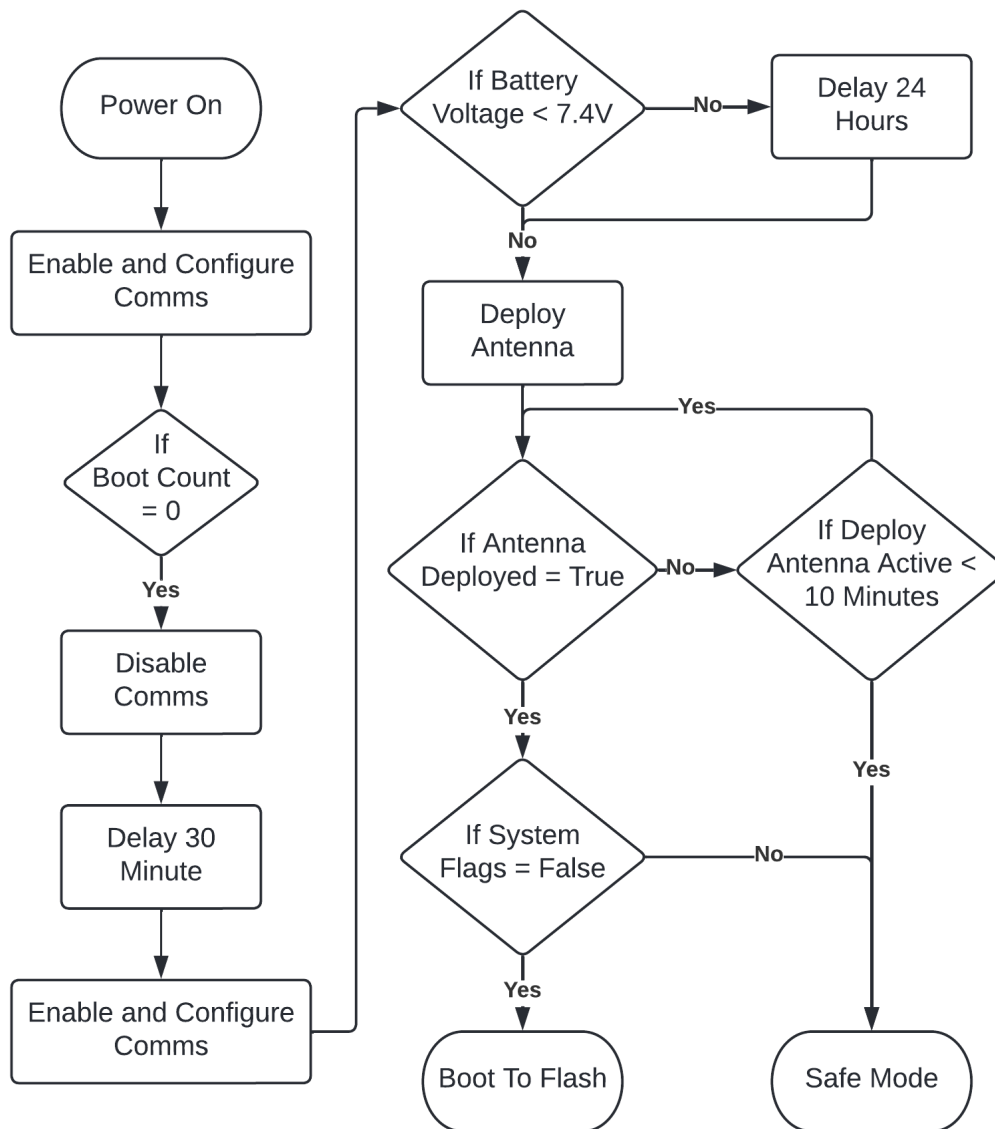 Power On
Enable and Configure
Comms
If
Boot Count
= 0
Yes
Disable
Comms
Delay 30
Minute
Enable and Configure
Comms
If Battery
Voltage < 7.4V
No
Delay 24
Hours
No
Deploy
Antenna
Yes
If Antenna
Deployed = True
No
If Deploy
Antenna Active <
10 Minutes
Yes
Yes
If System
Flags = False
No
Yes
Boot To Flash
Safe Mode